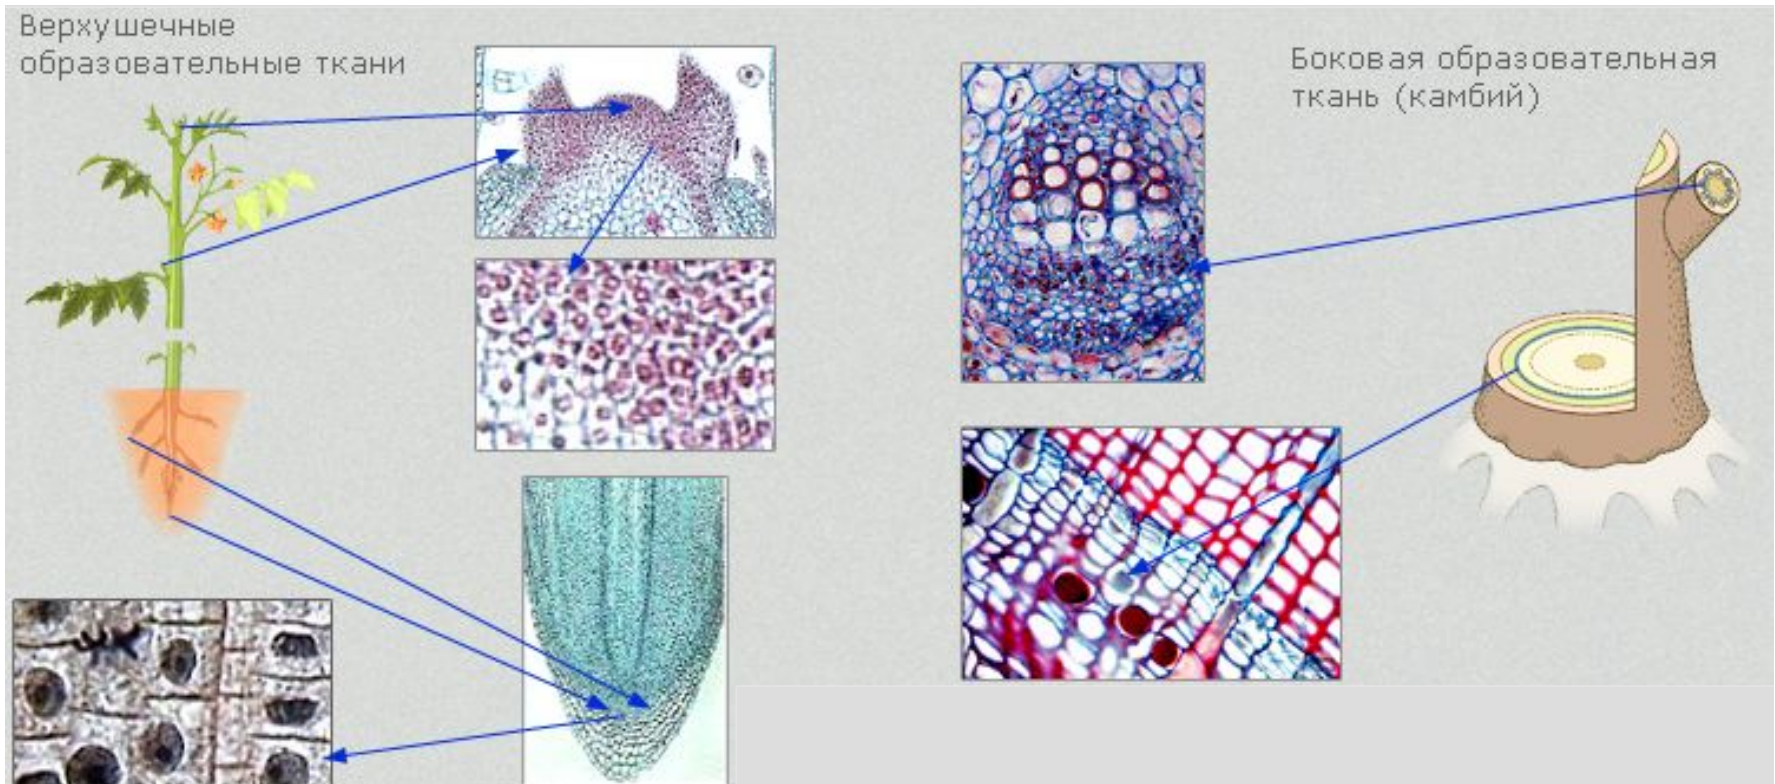 Верхушечные
образовательные ткани
Боковая образовательная
ткань (камбий)